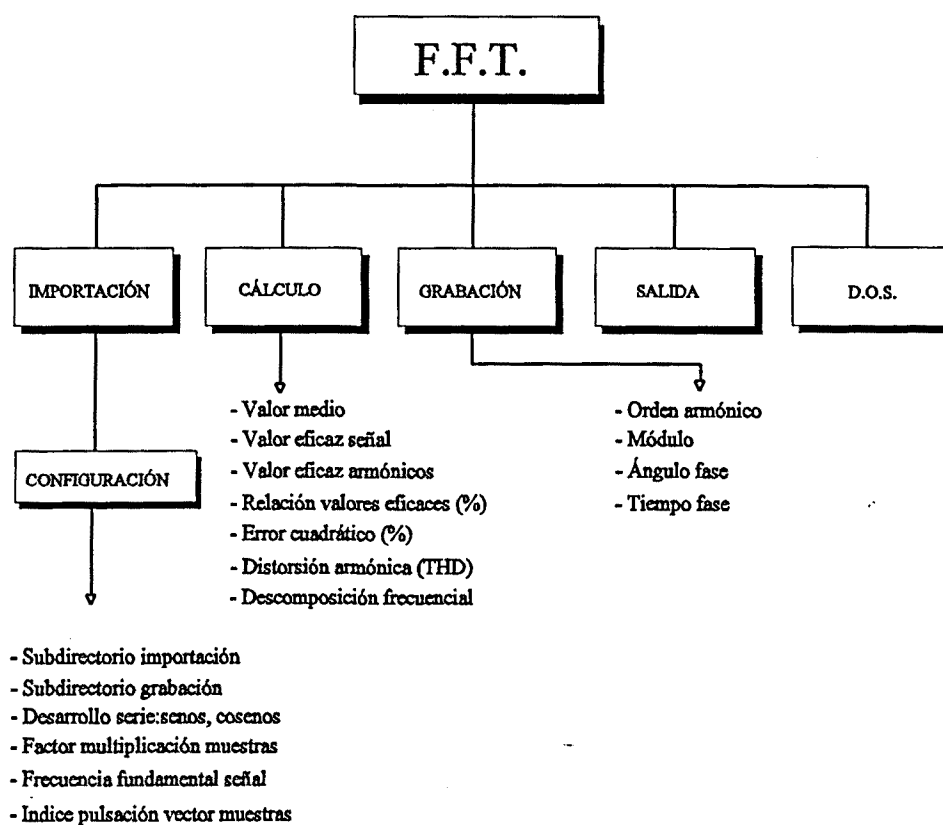 F.F.T.
IMPORTACIÓN
CÁLCULO
GRABACIÓN
SALIDA
D.O.S.
CONFIGURACIÓN
- Valor medio
- Valor eficaz señal
- Valor eficaz armónicos
- Relación valores eficaces (%)
- Error cuadrático (%)
- Distorsión armónica (THD)
- Descomposición frecuencial
- Orden armónico
- Módulo
- Ángulo fase
- Tiempo fase
- Subdirectorio importación
- Subdirectorio grabación
- Desarrollo serie:senos, cosenos
- Factor multiplicación muestras
- Frecuencia fundamental señal
- Indice pulsación vector muestras